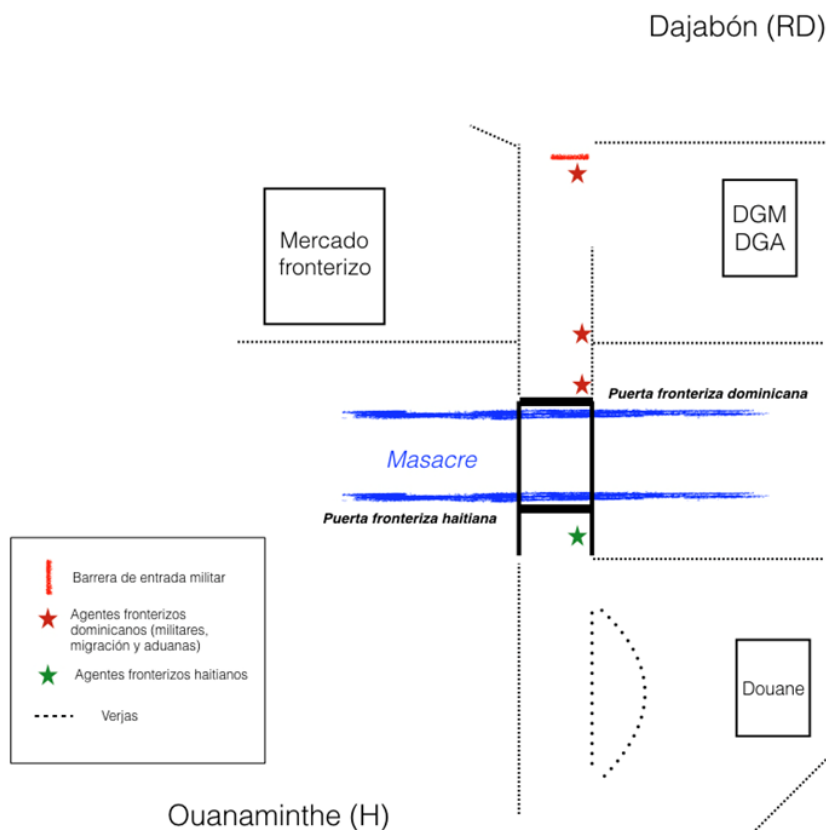 Dajabón (RD)
Mercado
fronterizo
DGM
DGA
Puerta fronteriza dominicana
Masacre
Puerta fronteriza haitiana
Barrera de entrada militar
Agentes fronterizos
dominicanos (militares,
migración y aduanas)
Agentes fronterizos haitianos
Verjas
Douane
Ouanaminthe (H)